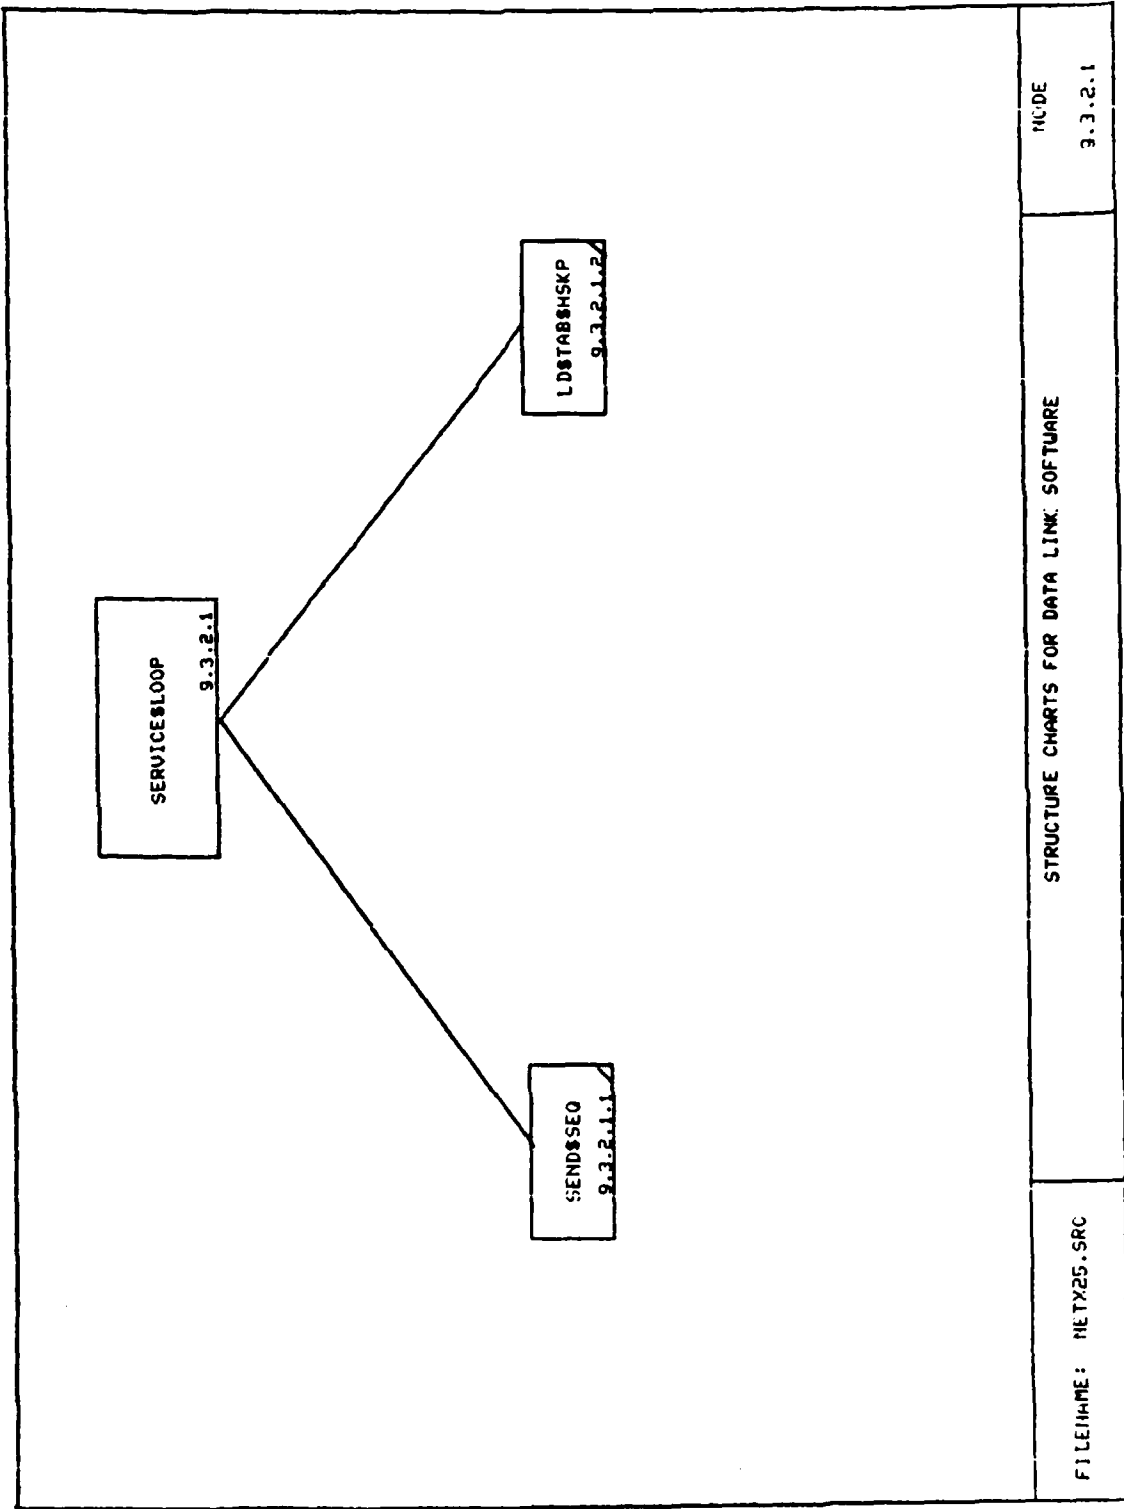 SERVICE$LOOP
9.3.2.1
SEND$SEQ
9.3.2.1.1
LD$TAB$HSKP
9.3.2.1.2
FILENAME: NETX25.SRC
STRUCTURE CHARTS FOR DATA LINK SOFTWARE
NODE
9.3.2.1